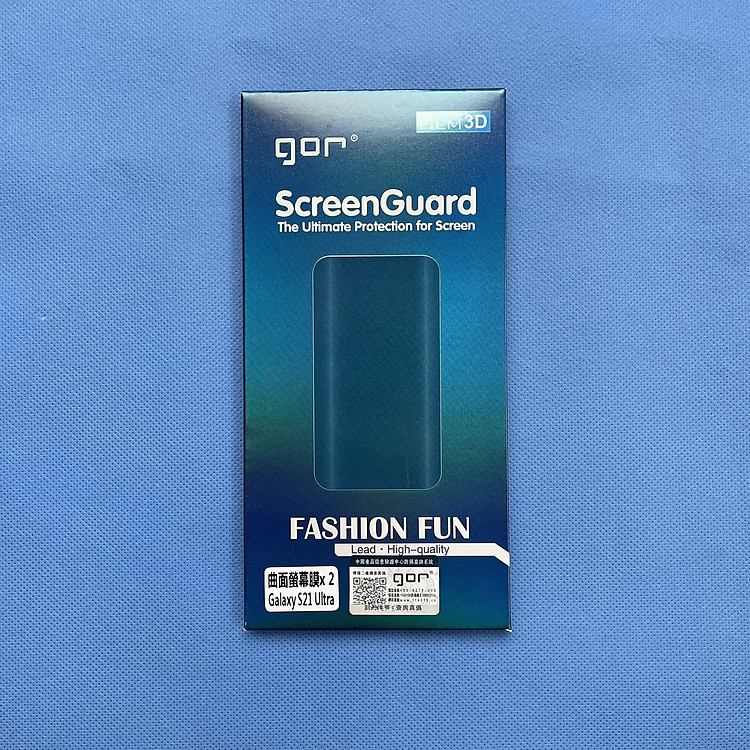 FILM 3D
gor®
ScreenGuard
The Ultimate Protection for Screen
FASHION FUN
Lead · High-quality
曲面螢幕膜x 2
Galaxy S21 Ultra
gor®